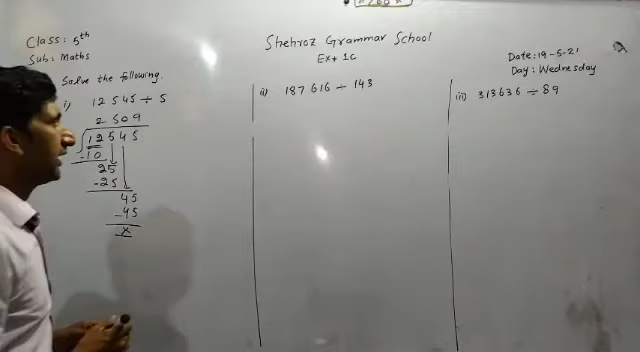 Shehroz Grammar School
Ex# 1C
Class: 5th
Sub: Maths
Date: 19-5-21
Day: Wednesday
Solve the following.
i) 12545 ÷ 5
2509
12545
-10
25
-25
45
-45
x
ii) 187616 ÷ 143
iii) 313636 ÷ 89